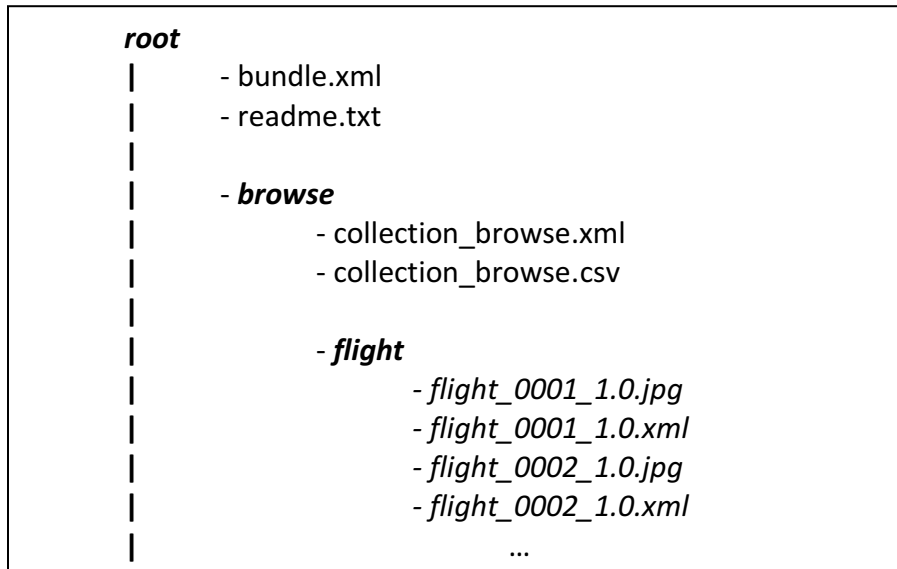 root
| - bundle.xml
| - readme.txt
|
| - browse
| - collection_browse.xml
| - collection_browse.csv
|
| - flight
| - flight_0001_1.0.jpg
| - flight_0001_1.0.xml
| - flight_0002_1.0.jpg
| - flight_0002_1.0.xml
| ...